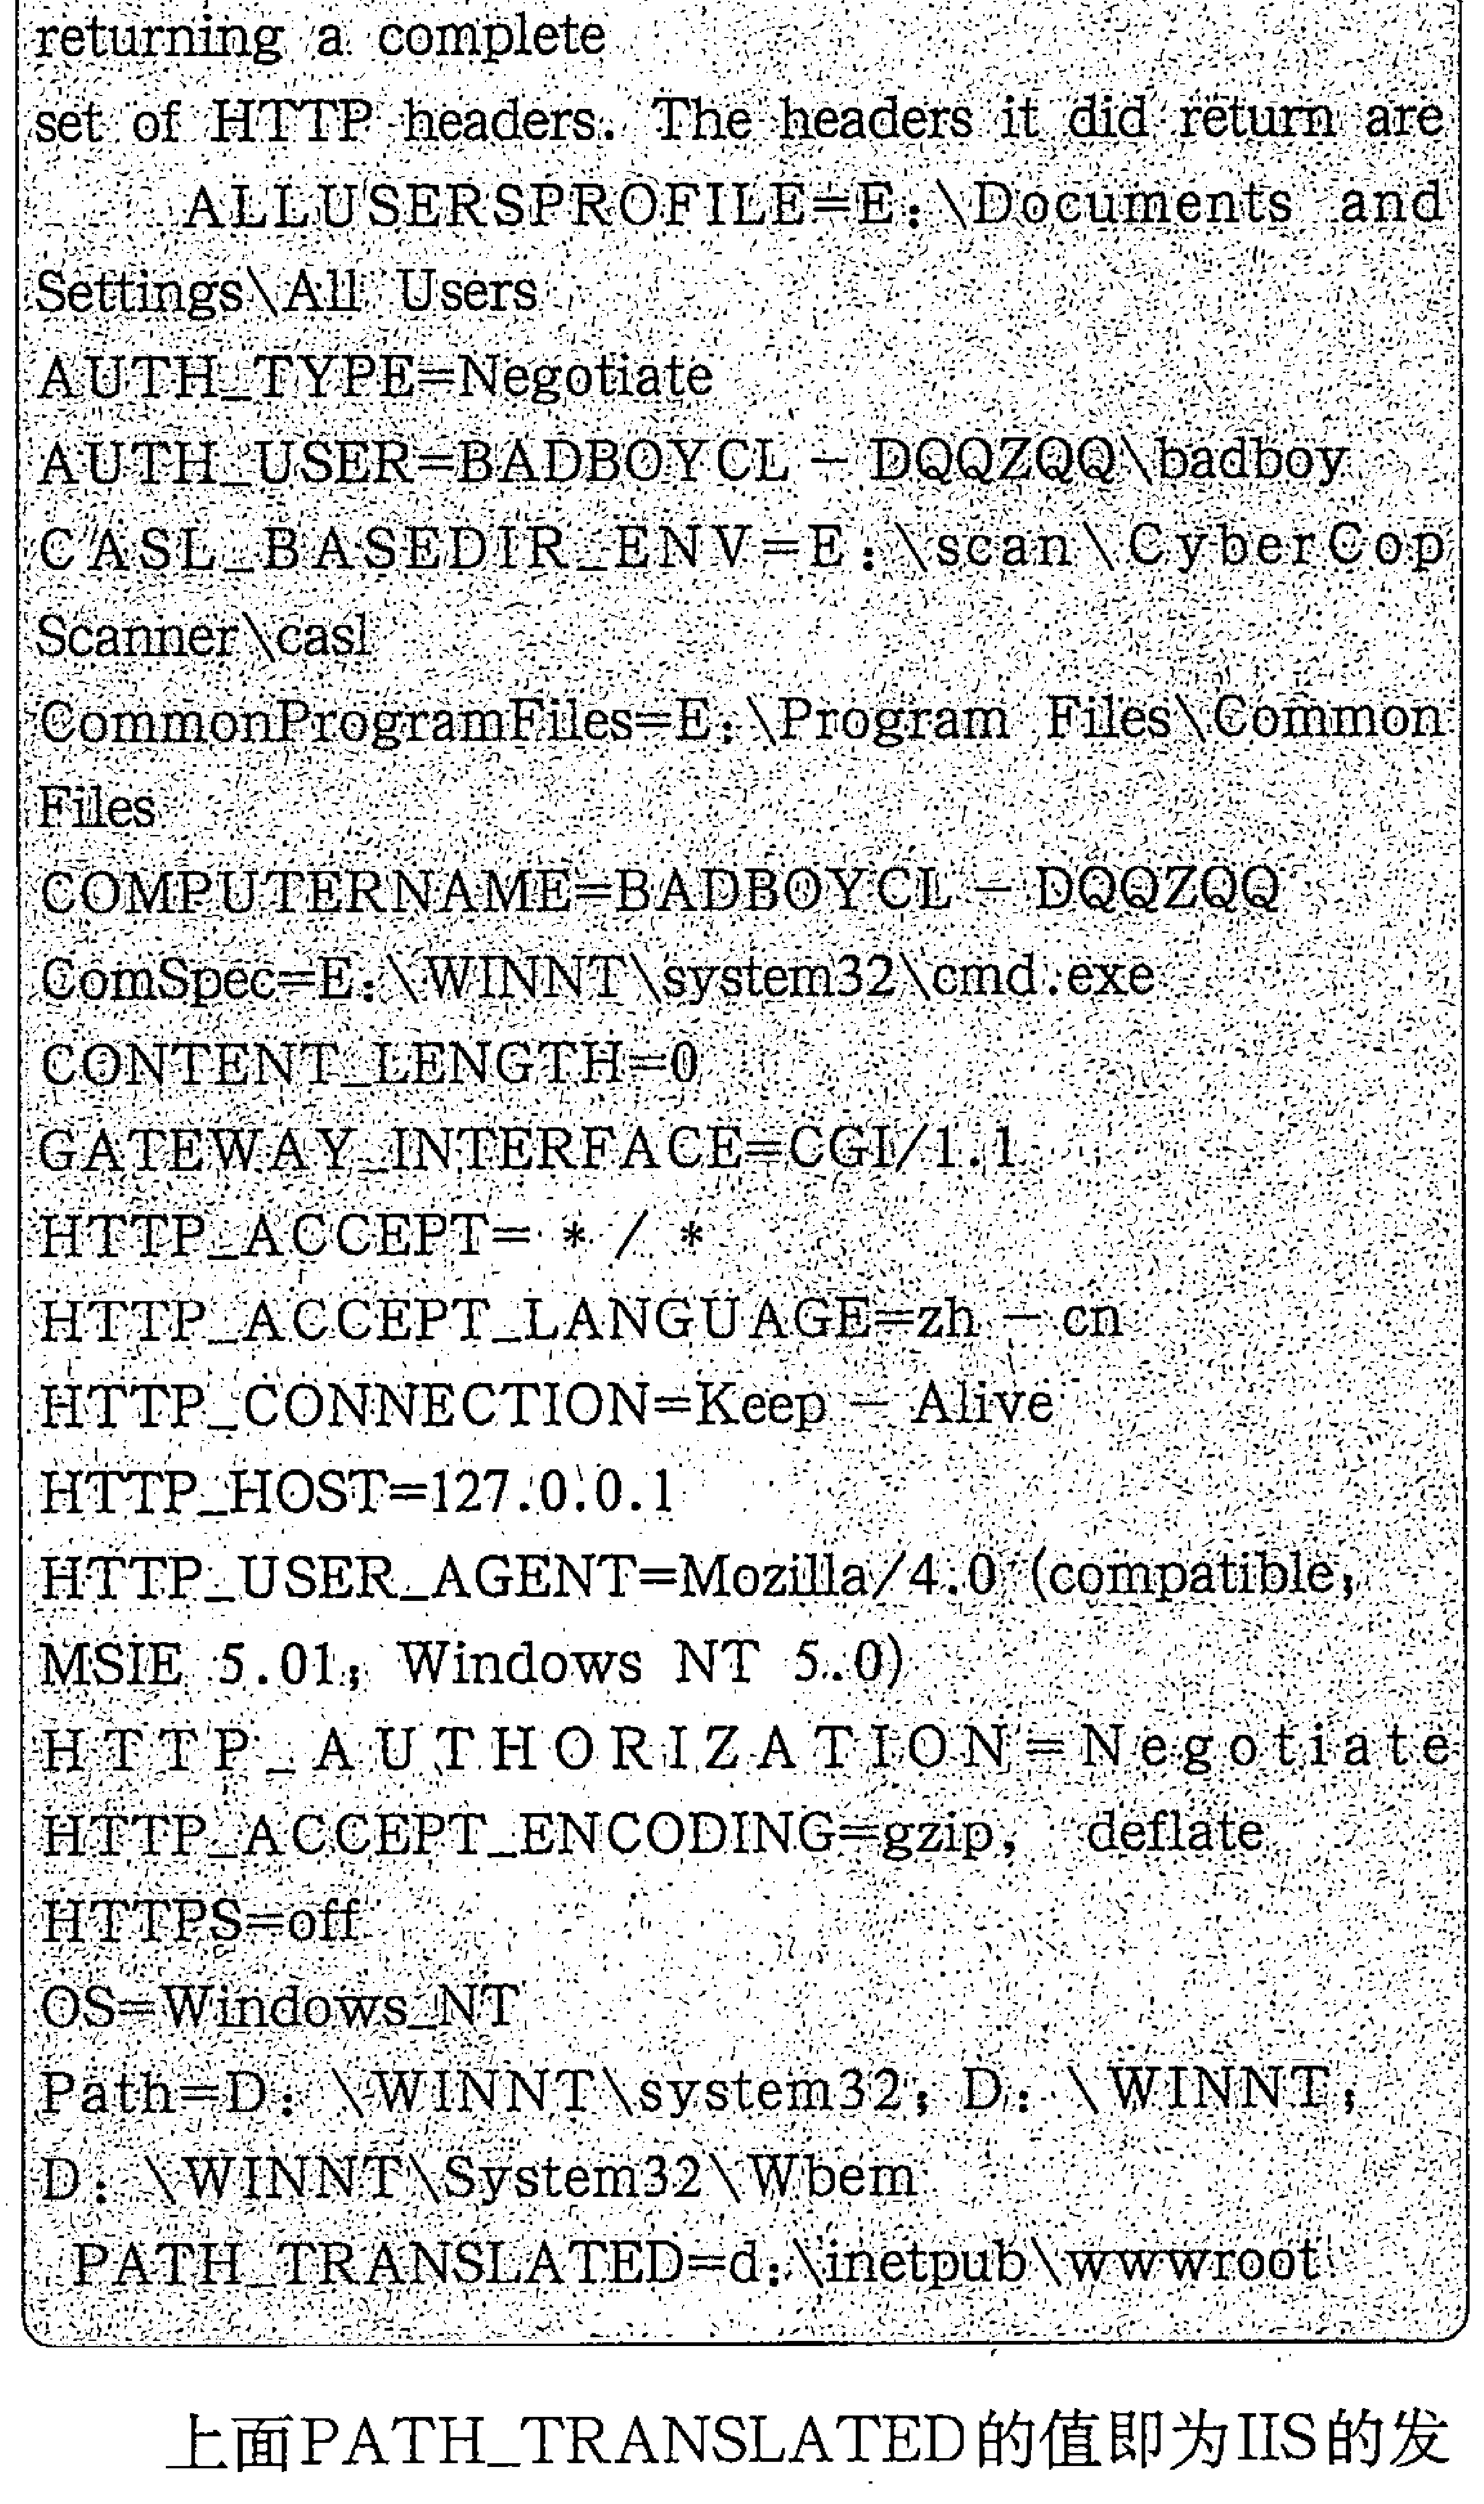 returning a complete
set of HTTP headers. The headers it did return are
ALLUSERSPROFILE=E:\Documents and
Settings\All Users
AUTH_TYPE=Negotiate
AUTH_USER=BADBOYCL - DQQZQQ\badboy
CASL_BASEDIR_ENV=E:\scan\CyberCop
Scanner\casl
CommonProgramFiles=E:\Program Files\Common
Files
COMPUTERNAME=BADBOYCL - DQQZQQ
ComSpec=E:\WINNT\system32\cmd.exe
CONTENT_LENGTH=0
GATEWAY_INTERFACE=CGI/1.1
HTTP_ACCEPT= * / *
HTTP_ACCEPT_LANGUAGE=zh - cn
HTTP_CONNECTION=Keep - Alive
HTTP_HOST=127.0.0.1
HTTP_USER_AGENT=Mozilla/4.0 (compatible;
MSIE 5.01; Windows NT 5.0)
HTTP_AUTHORIZATION=Negotiate
HTTP_ACCEPT_ENCODING=gzip, deflate
HTTPS=off
OS=Windows_NT
Path=D: \WINNT\system32; D: \WINNT;
D: \WINNT\System32\Wbem
PATH_TRANSLATED=d:\inetpub\wwwroot
上面PATH_TRANSLATED的值即为IIS的发